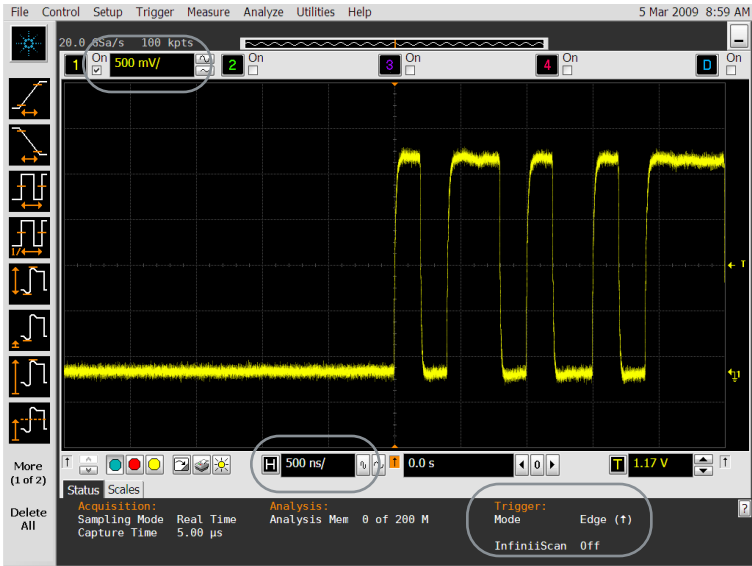 File Control Setup Trigger Measure Analyze Utilities Help 5 Mar 2009 8:59 AM
20.0 GSa/s 100 kpts
1 On 500 mV/ 2 On 3 On 4 On D On
T
1
1/
More
(1 of 2)
Delete
All
H 500 ns/ T 0.0 s 0 T 1.17 V
Status Scales
Acquisition: Analysis: Trigger:
Sampling Mode Real Time Analysis Mem 0 of 200 M Mode Edge (↑)
Capture Time 5.00 µs
InfiniiScan Off
?